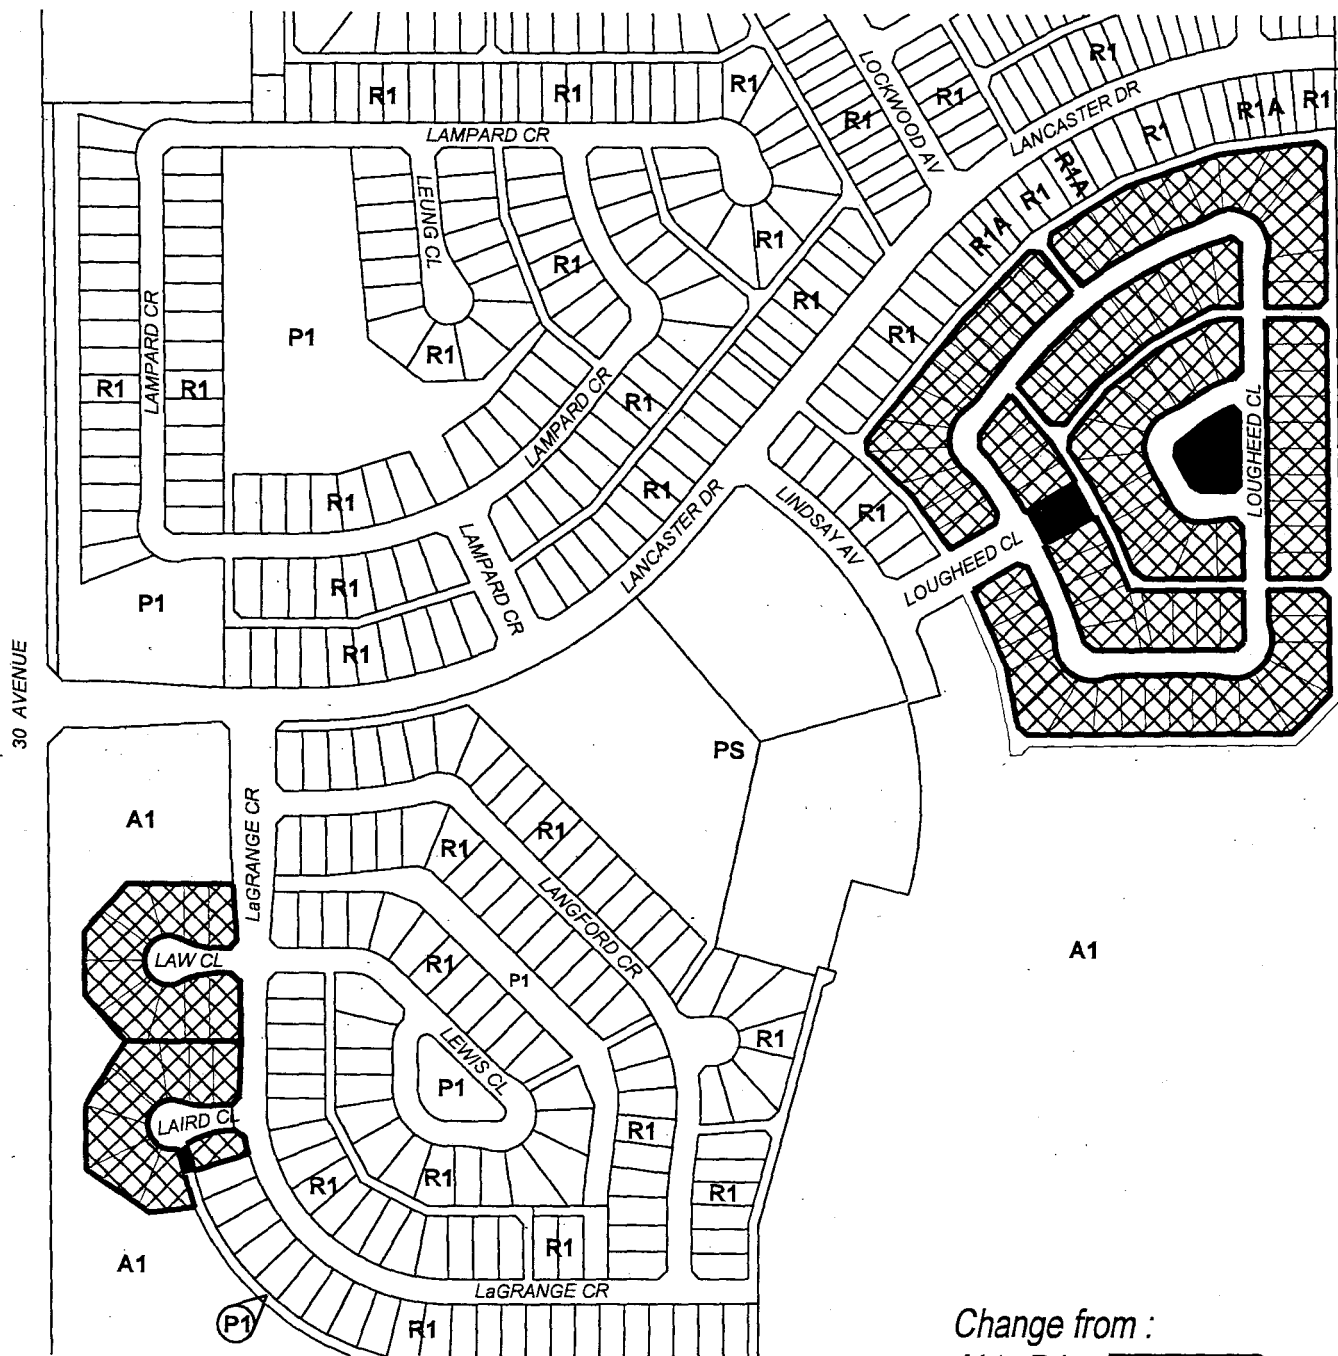 R1
R1
R1
R1
R1
R1
R1
R1A
R1
LOCKWOOD AV
LANCASTER DR
LAMPARD CR
R1A
R1
R1A
LEUNG CL
R1
R1
R1
R1
P1
R1
R1
R1
LAMPARD CR
R1
LAMPARD CR
LOUGHEED CL
R1
R1
R1
LINDSAY AV
LANCASTER DR
LAMPARD CR
LOUGHEED CL
R1
P1
R1
30 AVENUE
PS
A1
LaGRANGE CR
R1
R1
LANGFORD CR
A1
LAW CL
R1
P1
LEWIS CL
P1
R1
LAIRD CL
R1
R1
R1
R1
R1
A1
LaGRANGE CR
P1
R1
Change from :